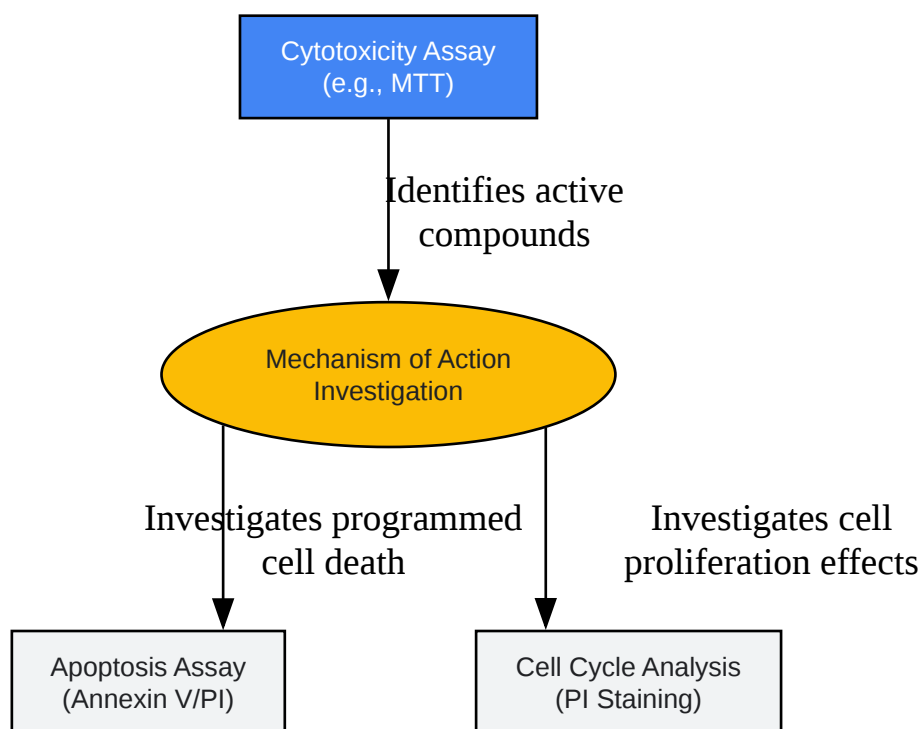 Cytotoxicity Assay
(e.g., MTT)
Identifies active
compounds
Mechanism of Action
Investigation
Investigates programmed
cell death
Investigates cell
proliferation effects
Apoptosis Assay
(Annexin V/PI)
Cell Cycle Analysis
(PI Staining)